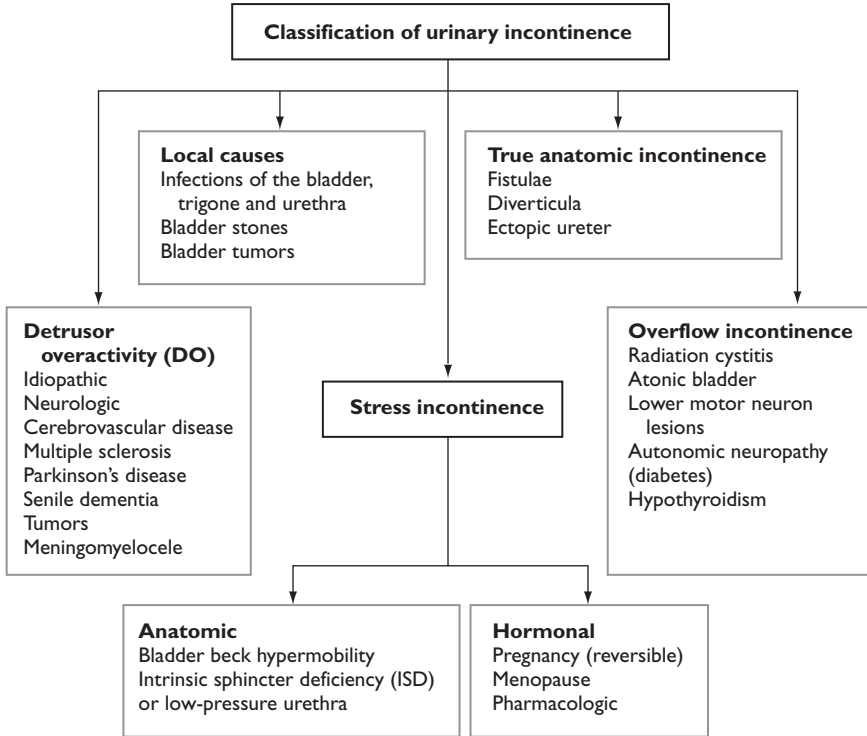 Classification of urinary incontinence
Local causes
Infections of the bladder,
trigone and urethra
Bladder stones
Bladder tumors
True anatomic incontinence
Fistulae
Diverticula
Ectopic ureter
Detrusor
overactivity (DO)
Idiopathic
Neurologic
Cerebrovascular disease
Multiple sclerosis
Parkinson's disease
Senile dementia
Tumors
Meningomyelocele
Stress incontinence
Overflow incontinence
Radiation cystitis
Atonic bladder
Lower motor neuron
lesions
Autonomic neuropathy
(diabetes)
Hypothyroidism
Anatomic
Bladder beck hypermobility
Intrinsic sphincter deficiency (ISD)
or low-pressure urethra
Hormonal
Pregnancy (reversible)
Menopause
Pharmacologic